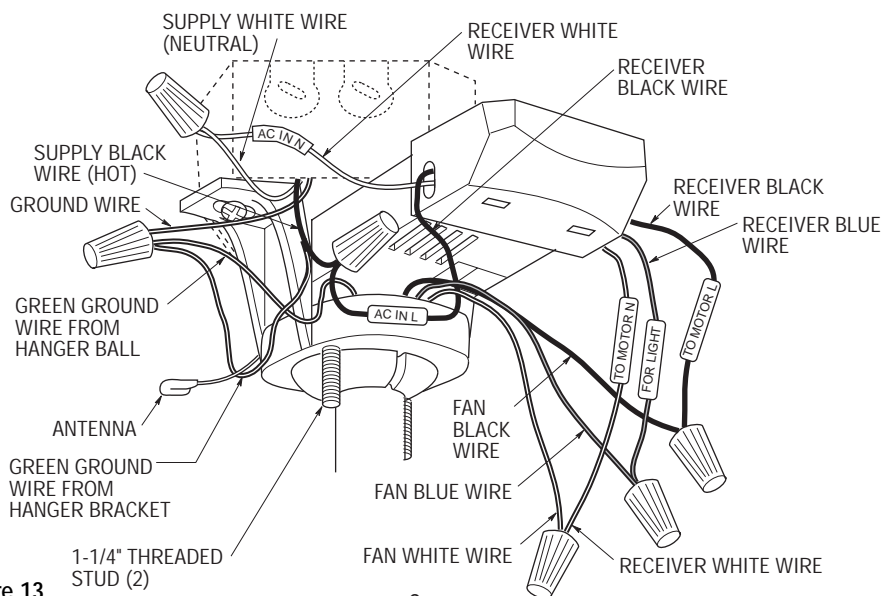 SUPPLY WHITE WIRE
(NEUTRAL)
RECEIVER WHITE
WIRE
RECEIVER
BLACK WIRE
AC IN N
SUPPLY BLACK
WIRE (HOT)
GROUND WIRE
RECEIVER BLACK
WIRE
RECEIVER BLUE
WIRE
GREEN GROUND
WIRE FROM
HANGER BALL
AC IN L
TO MOTOR N
FOR LIGHT
TO MOTOR L
ANTENNA
FAN
BLACK
WIRE
GREEN GROUND
WIRE FROM
HANGER BRACKET
FAN BLUE WIRE
1-1/4" THREADED
STUD (2)
FAN WHITE WIRE
RECEIVER WHITE WIRE
re 13